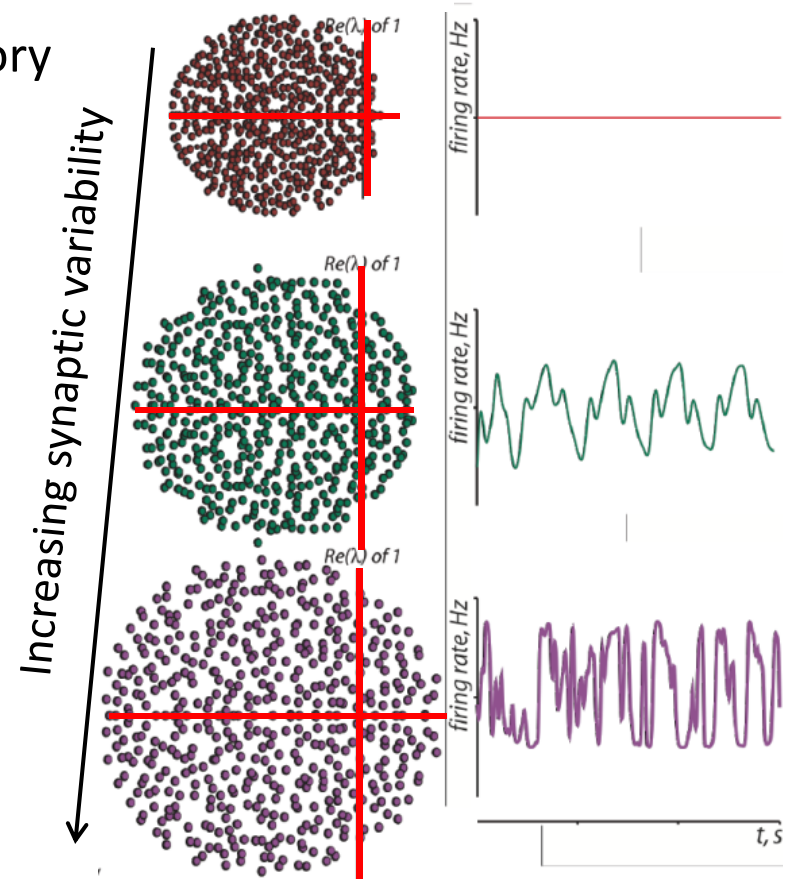 ory
Increasing synaptic variability
Re(λ) of 1
firing rate, Hz
Re(λ) of 1
firing rate, Hz
Re(λ) of 1
firing rate, Hz
t, s